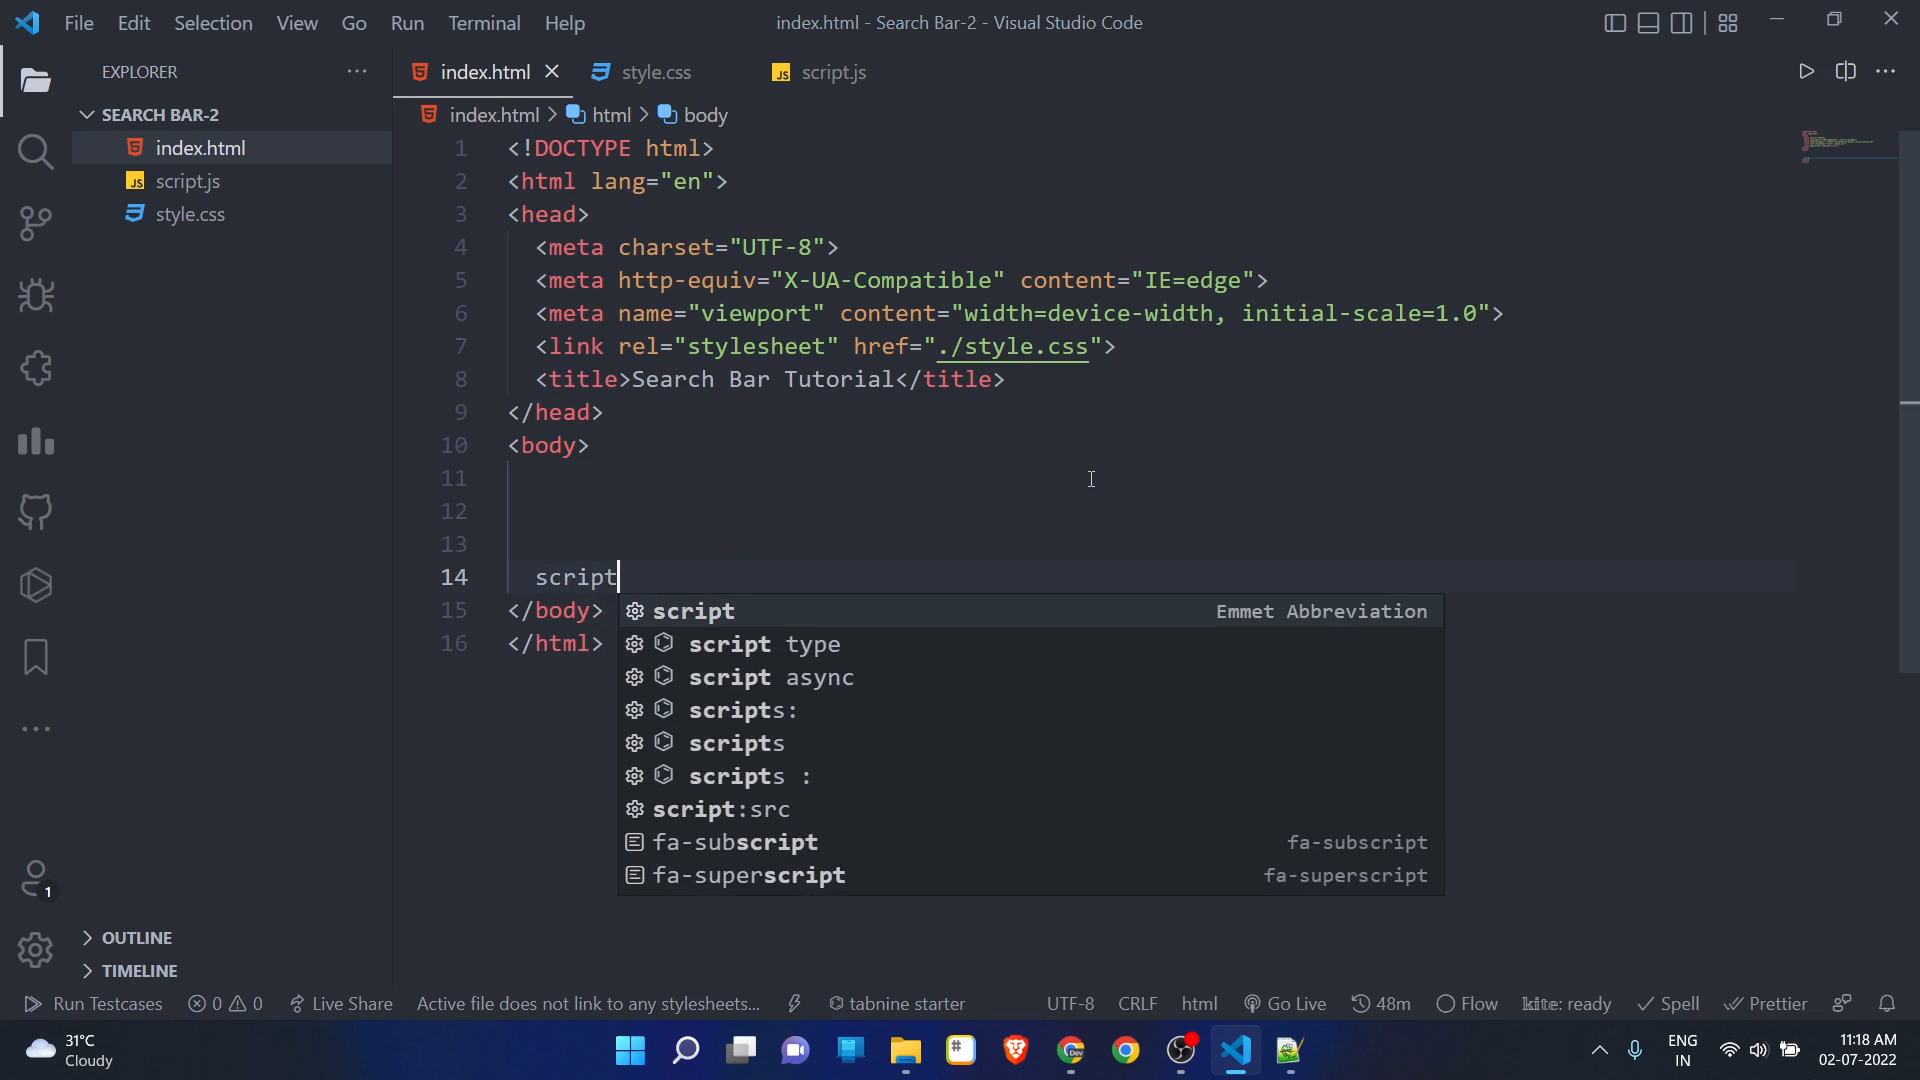 File Edit Selection View Go Run Terminal Help index.html - Search Bar-2 - Visual Studio Code
EXPLORER
index.html style.css script.js
SEARCH BAR-2
index.html
script.js
style.css
index.html html body
1 <!DOCTYPE html>
2 <html lang="en">
3 <head>
4 <meta charset="UTF-8">
5 <meta http-equiv="X-UA-Compatible" content="IE=edge">
6 <meta name="viewport" content="width=device-width, initial-scale=1.0">
7 <link rel="stylesheet" href="./style.css">
8 <title>Search Bar Tutorial</title>
9 </head>
10 <body>
11
12
13
14 script
15 </body>
16 </html>
script Emmet Abbreviation
script type
script async
scripts:
scripts
scripts :
script:src
fa-subscript fa-subscript
fa-superscript fa-superscript
1
OUTLINE
TIMELINE
Run Testcases 0 0 Live Share Active file does not link to any stylesheets... tabnine starter UTF-8 CRLF html Go Live 48m Flow kite: ready Spell Prettier
31°C
Cloudy
Dev
ENG
IN
11:18 AM
02-07-2022